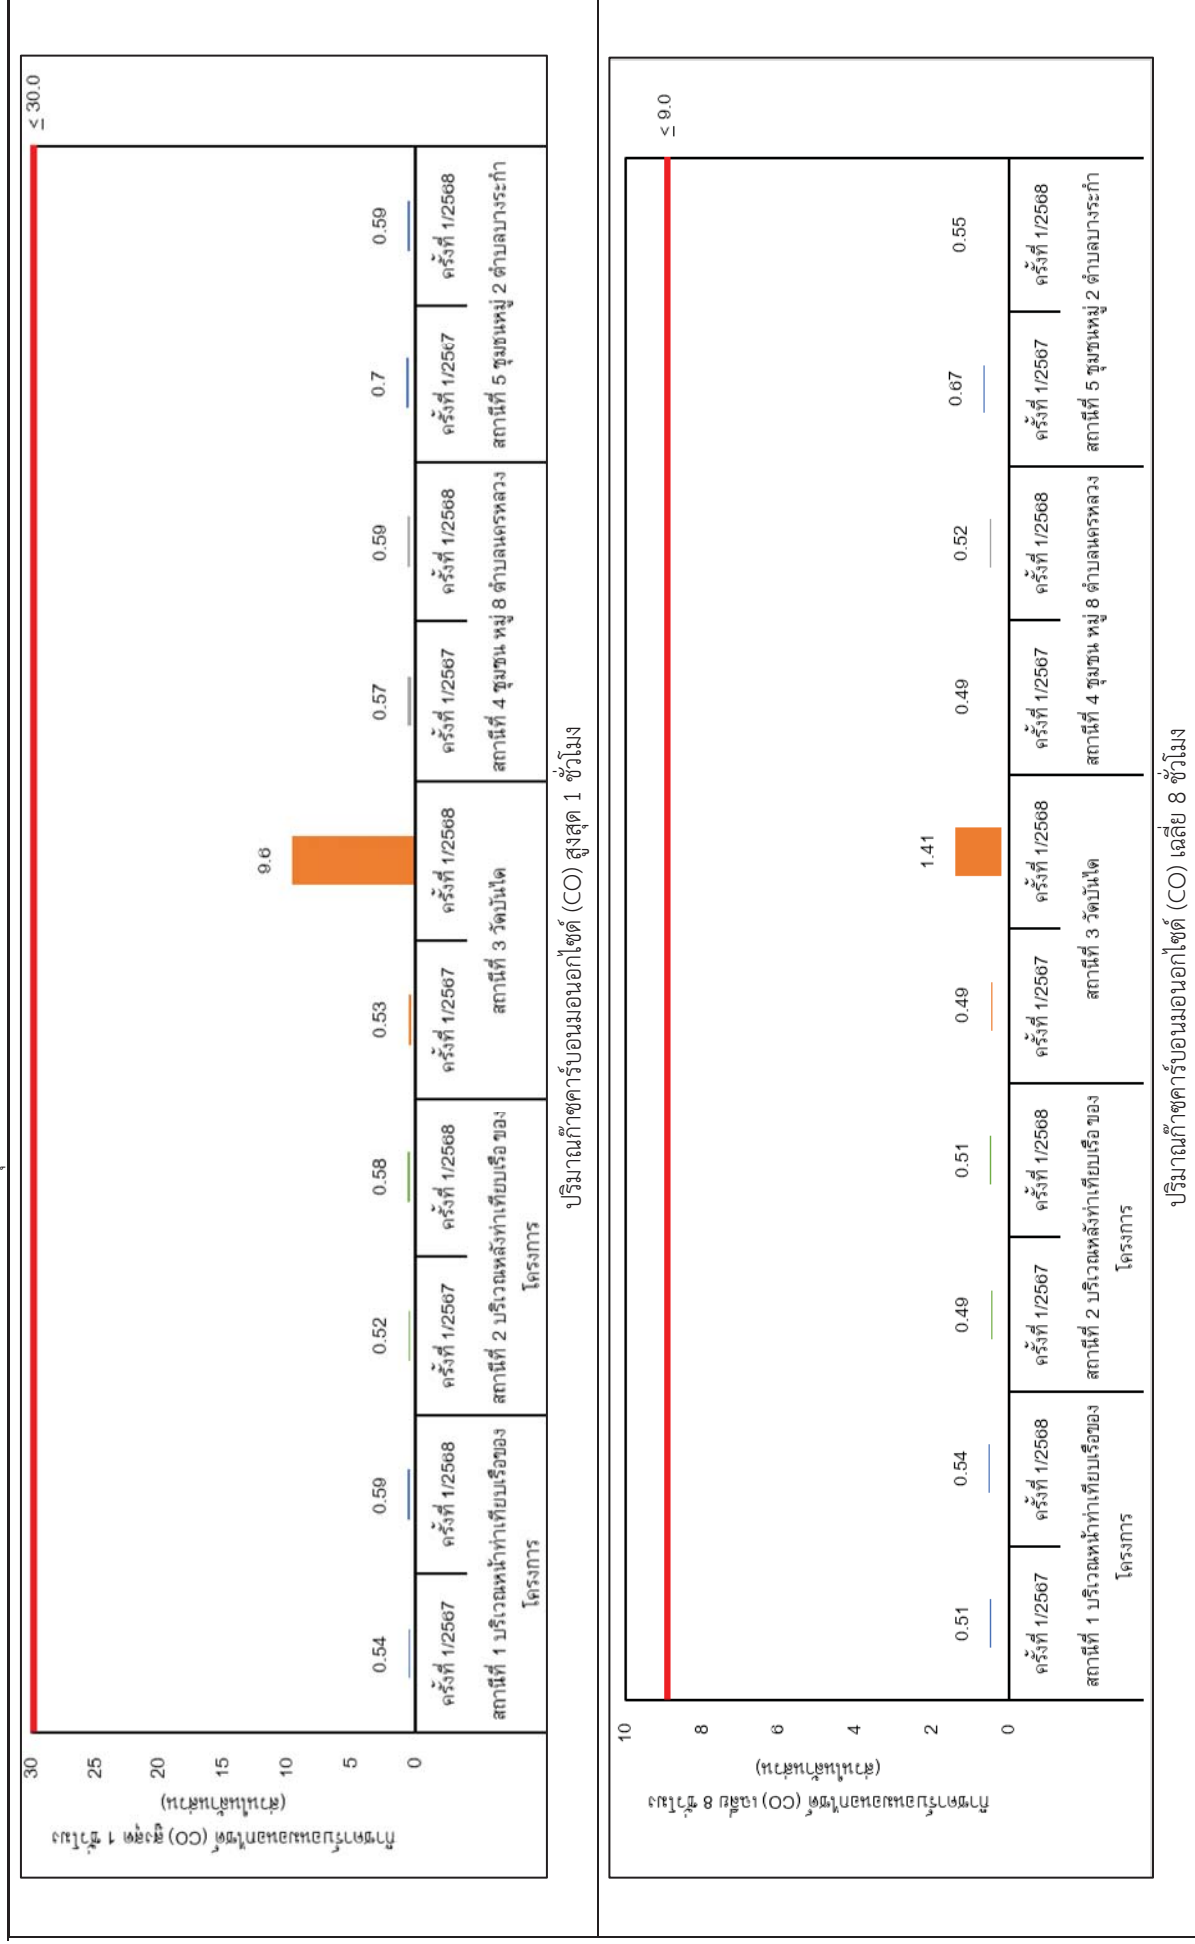 ก๊าซคาร์บอนมอนอกไซด์ (CO) สูงสุด 1 ชั่วโมง
(ส่วนในล้านส่วน)
30
25
20
15
10
5
0
≤ 30.0
0.54
0.59
0.52
0.58
0.53
9.6
0.57
0.59
0.7
0.59
ครั้งที่ 1/2567
ครั้งที่ 1/2568
ครั้งที่ 1/2567
ครั้งที่ 1/2568
ครั้งที่ 1/2567
ครั้งที่ 1/2568
ครั้งที่ 1/2567
ครั้งที่ 1/2568
ครั้งที่ 1/2567
ครั้งที่ 1/2568
สถานีที่ 1 บริเวณหน้าท่าเทียบเรือของ
โครงการ
สถานีที่ 2 บริเวณหลังท่าเทียบเรือ ของ
โครงการ
สถานีที่ 3 วัดบันได
สถานีที่ 4 ชุมชน หมู่ 8 ตำบลนครหลวง
สถานีที่ 5 ชุมชนหมู่ 2 ตำบลบางระกำ
ปริมาณก๊าซคาร์บอนมอนอกไซด์ (CO) สูงสุด 1 ชั่วโมง
ก๊าซคาร์บอนมอนอกไซด์ (CO) เฉลี่ย 8 ชั่วโมง
(ส่วนในล้านส่วน)
10
8
6
4
2
0
≤ 9.0
0.51
0.54
0.49
0.51
0.49
1.41
0.49
0.52
0.67
0.55
ครั้งที่ 1/2567
ครั้งที่ 1/2568
ครั้งที่ 1/2567
ครั้งที่ 1/2568
ครั้งที่ 1/2567
ครั้งที่ 1/2568
ครั้งที่ 1/2567
ครั้งที่ 1/2568
ครั้งที่ 1/2567
ครั้งที่ 1/2568
สถานีที่ 1 บริเวณหน้าท่าเทียบเรือของ
โครงการ
สถานีที่ 2 บริเวณหลังท่าเทียบเรือ ของ
โครงการ
สถานีที่ 3 วัดบันได
สถานีที่ 4 ชุมชน หมู่ 8 ตำบลนครหลวง
สถานีที่ 5 ชุมชนหมู่ 2 ตำบลบางระกำ
ปริมาณก๊าซคาร์บอนมอนอกไซด์ (CO) เฉลี่ย 8 ชั่วโมง